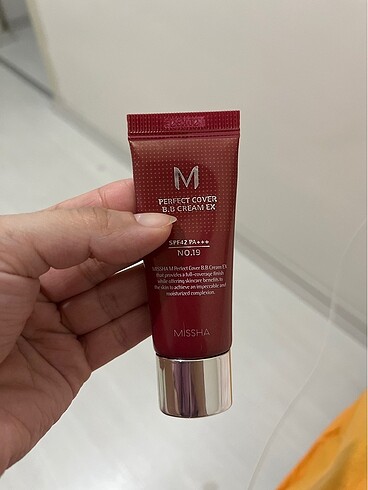 M
PERFECT COVER
B.B CREAM EX
SPF42 PA+++
NO.19
MISSHA M Perfect Cover B.B Cream EX
that provides a full-coverage finish
while offering skincare benefits to
the skin to achieve an impeccable and
moisturized complexion.
MISSHA